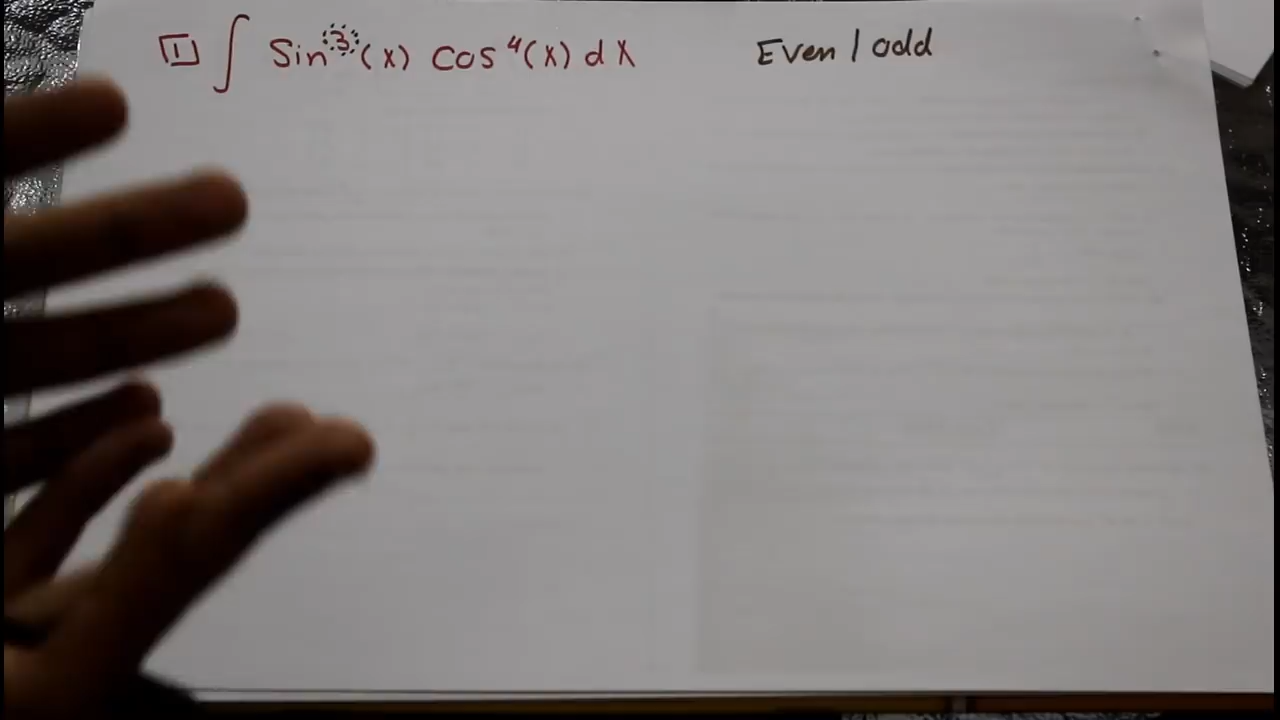 1 ∫ Sin³(x) Cos⁴(x) dx Even / odd